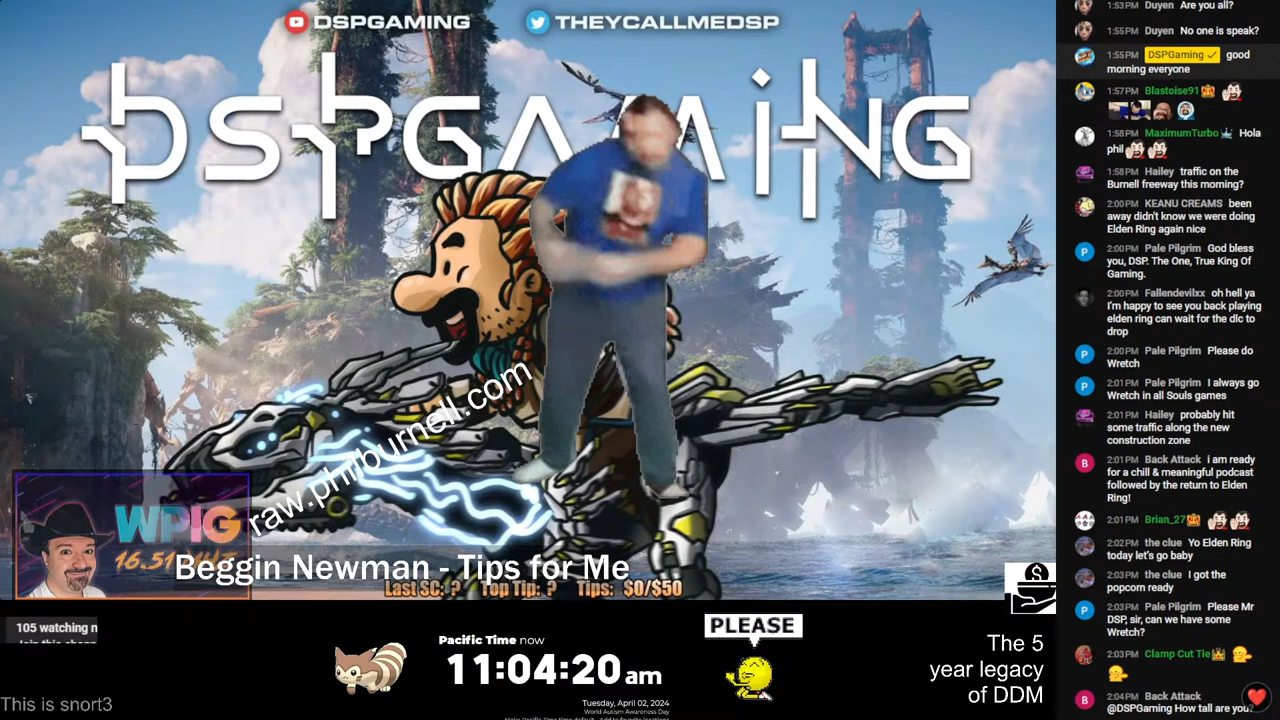 DSPGAMING
THEYCALLMEDSP
DSPGAMING
raw.philburnell.com
WPIG
Beggin Newman - Tips for Me
Last SC: ?  Top Tip: ?  Tips: $0/$50
105 watching n
PLEASE
Pacific Time now
11:04:20 am
Tuesday, April 02, 2024
World Autism Awareness Day
The 5
year legacy
of DDM
This is snort3
1:53PM Duyen Are you all?
1:55PM Duyen No one is speak?
1:55PM DSPGaming good
morning everyone
1:57PM Blastoise91
1:58PM MaximumTurbo Hola
phil
1:58PM Hailey traffic on the
Burnell freeway this morning?
2:00PM KEANU CREAMS been
away didn't know we were doing
Elden Ring again nice
2:00PM Pale Pilgrim God bless
you, DSP. The One, True King Of
Gaming.
2:00PM Fallendevilxx oh hell ya
I'm happy to see you back playing
elden ring can wait for the dlc to
drop
2:00PM Pale Pilgrim Please do
Wretch
2:01PM Pale Pilgrim I always go
Wretch in all Souls games
2:01PM Hailey probably hit
some traffic along the new
construction zone
2:01PM Back Attack i am ready
for a chill & meaningful podcast
followed by the return to Elden
Ring!
2:01PM Brian_27
2:02PM the clue Yo Elden Ring
today let's go baby
2:03PM the clue I got the
popcorn ready
2:03PM Pale Pilgrim Please Mr
DSP, sir, can we have some
Wretch?
2:03PM Clamp Cut Tie
2:04PM Back Attack
@DSPGaming How tall are you?